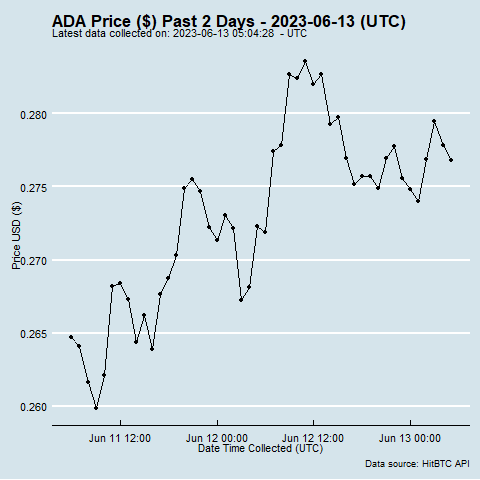 ADA Price ($) Past 2 Days - 2023-06-13 (UTC)
Latest data collected on: 2023-06-13 05:04:28 - UTC
0.280
0.275
0.270
0.265
0.260
Price USD ($)
Jun 11 12:00 Jun 12 00:00 Jun 12 12:00 Jun 13 00:00
Date Time Collected (UTC)
Data source: HitBTC API